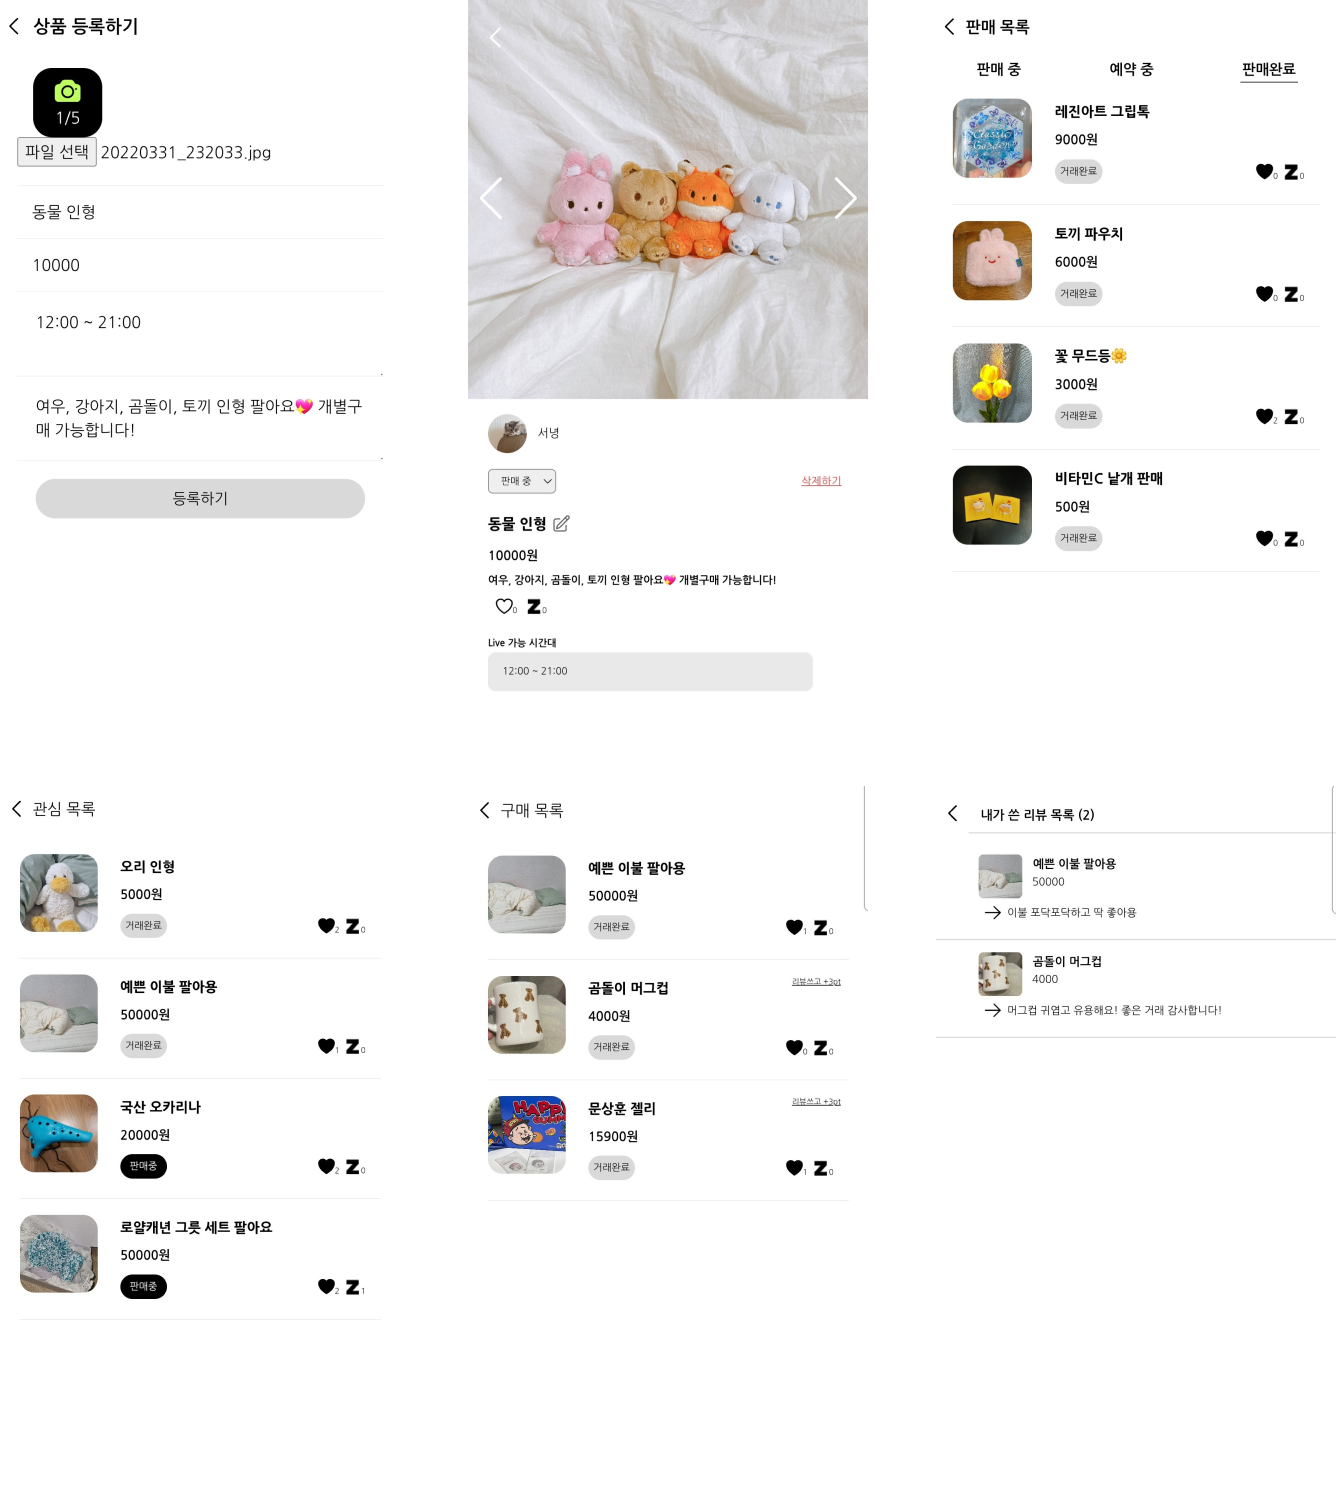 상품 등록하기
1/5
파일 선택 20220331_232033.jpg
동물 인형
10000
12:00 ~ 21:00
여우, 강아지, 곰돌이, 토끼 인형 팔아요💖 개별구
매 가능합니다!
등록하기
서녕
판매 중
삭제하기
동물 인형
10000원
여우, 강아지, 곰돌이, 토끼 인형 팔아요💖 개별구매 가능합니다!
0 Z 0
Live 가능 시간대
12:00 ~ 21:00
판매 목록
판매 중 예약 중 판매완료
레진아트 그립톡
9000원
거래완료 0 Z 0
Classic
Garden
토끼 파우치
6000원
거래완료 0 Z 0
꽃 무드등🌼
3000원
거래완료 2 Z 0
비타민C 낱개 판매
500원
거래완료 0 Z 0
관심 목록
오리 인형
5000원
거래완료 2 Z 0
예쁜 이불 팔아용
50000원
거래완료 1 Z 0
국산 오카리나
20000원
판매중 2 Z 0
로얄캐년 그릇 세트 팔아요
50000원
판매중 2 Z 1
구매 목록
예쁜 이불 팔아용
50000원
거래완료 1 Z 0
곰돌이 머그컵
리뷰쓰고 +3pt
4000원
거래완료 0 Z 0
문상훈 젤리
리뷰쓰고 +3pt
15900원
거래완료 1 Z 0
HAPPY
내가 쓴 리뷰 목록 (2)
예쁜 이불 팔아용
50000
→ 이불 포닥포닥하고 딱 좋아용
곰돌이 머그컵
4000
→ 머그컵 귀엽고 유용해요! 좋은 거래 감사합니다!